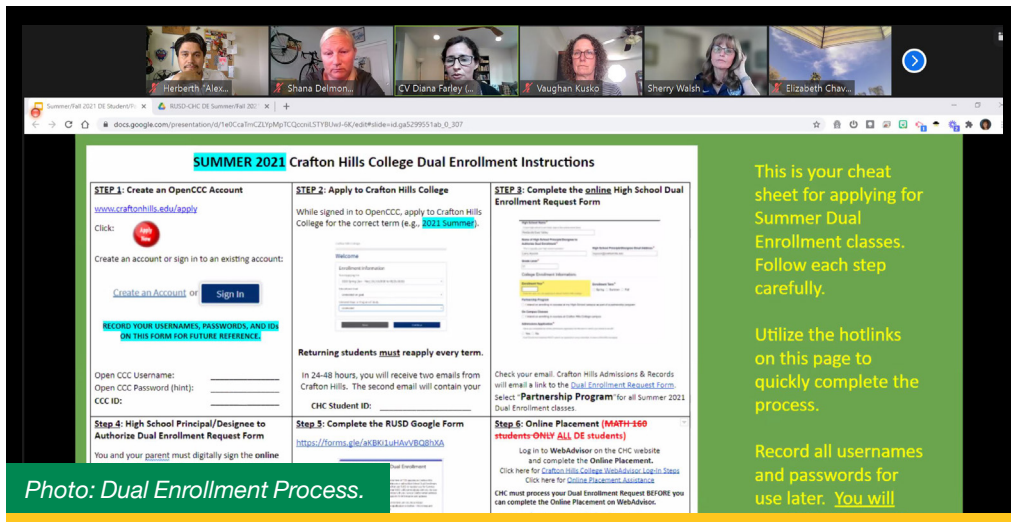 Herberth "Alex...
Shana Delmon...
CV Diana Farley (...
Vaughan Kusko
Sherry Walsh
Elizabeth Chav...
Summer/Fall 2021 DE Student/P
RUSD-CHC DE Summer/Fall 202
SUMMER 2021 Crafton Hills College Dual Enrollment Instructions
STEP 1: Create an OpenCCC Account
www.craftonhills.edu/apply
Click:
Apply
Now
Create an account or sign in to an existing account:
Create an Account or Sign In
RECORD YOUR USERNAMES, PASSWORDS, AND IDs
ON THIS FORM FOR FUTURE REFERENCE.
Open CCC Username:
Open CCC Password (hint):
CCC ID:
STEP 2: Apply to Crafton Hills College
While signed in to OpenCCC, apply to Crafton Hills
College for the correct term (e.g., 2021 Summer).
Welcome
Enrollment Information
Returning students must reapply every term.
In 24-48 hours, you will receive two emails from
Crafton Hills. The second email will contain your
CHC Student ID:
STEP 3: Complete the online High School Dual
Enrollment Request Form
College Enrollment Information
Check your email. Crafton Hills Admissions & Records
will email a link to the Dual Enrollment Request Form.
Select "Partnership Program" for all Summer 2021
Dual Enrollment classes.
Step 4: High School Principal/Designee to
Authorize Dual Enrollment Request Form
You and your parent must digitally sign the online
Step 5: Complete the RUSD Google Form
https://forms.gle/aKBKi1uHAvVBQ8hXA
Dual Enrollment
Step 6: Online Placement (MATH 160
students ONLY ALL DE students)
Log in to WebAdvisor on the CHC website
and complete the Online Placement.
Click here for Crafton Hills College WebAdvisor Log-In Steps
Click here for Online Placement Assistance
CHC must process your Dual Enrollment Request BEFORE you
can complete the Online Placement on WebAdvisor.
This is your cheat
sheet for applying for
Summer Dual
Enrollment classes.
Follow each step
carefully.
Utilize the hotlinks
on this page to
quickly complete the
process.
Record all usernames
and passwords for
use later. You will
Photo: Dual Enrollment Process.